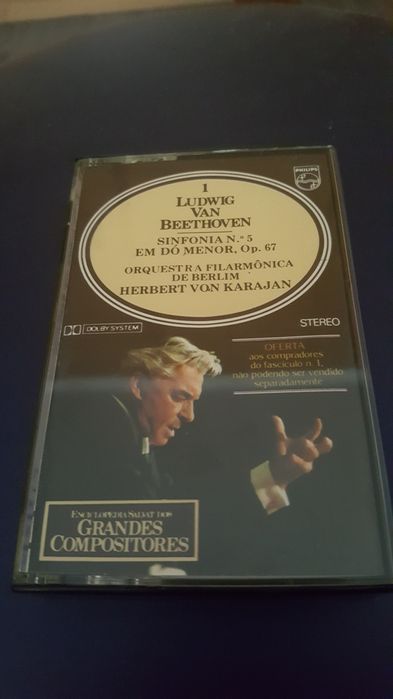 PHILIPS
1
LUDWIG
VAN
BEETHOVEN
SINFONIA N.º 5
EM DÓ MENOR, Op. 67
ORQUESTRA FILARMÔNICA
DE BERLIM
HERBERT VON KARAJAN
DOLBY SYSTEM
STEREO
OFERTA
aos compradores
do fascículo n. 1,
não podendo ser vendido
separadamente
ENCICLOPÉDIA SALVAT DOS
GRANDES
COMPOSITORES